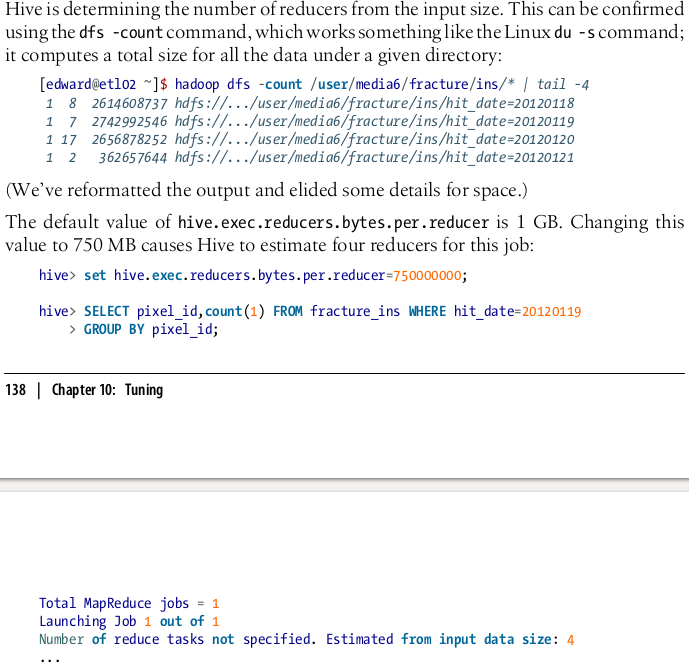 Hive is determining the number of reducers from the input size. This can be confirmed
using the dfs -count command, which works something like the Linux du -s command;
it computes a total size for all the data under a given directory:
[edward@etl02 ~]$ hadoop dfs -count /user/media6/fracture/ins/* | tail -4
1 8 2614608737 hdfs://.../user/media6/fracture/ins/hit_date=20120118
1 7 2742992546 hdfs://.../user/media6/fracture/ins/hit_date=20120119
1 17 2656878252 hdfs://.../user/media6/fracture/ins/hit_date=20120120
1 2 362657644 hdfs://.../user/media6/fracture/ins/hit_date=20120121
(We've reformatted the output and elided some details for space.)
The default value of hive.exec.reducers.bytes.per.reducer is 1 GB. Changing this
value to 750 MB causes Hive to estimate four reducers for this job:
hive> set hive.exec.reducers.bytes.per.reducer=750000000;
hive> SELECT pixel_id,count(1) FROM fracture_ins WHERE hit_date=20120119
> GROUP BY pixel_id;
138 | Chapter 10: Tuning
Total MapReduce jobs = 1
Launching Job 1 out of 1
Number of reduce tasks not specified. Estimated from input data size: 4
...